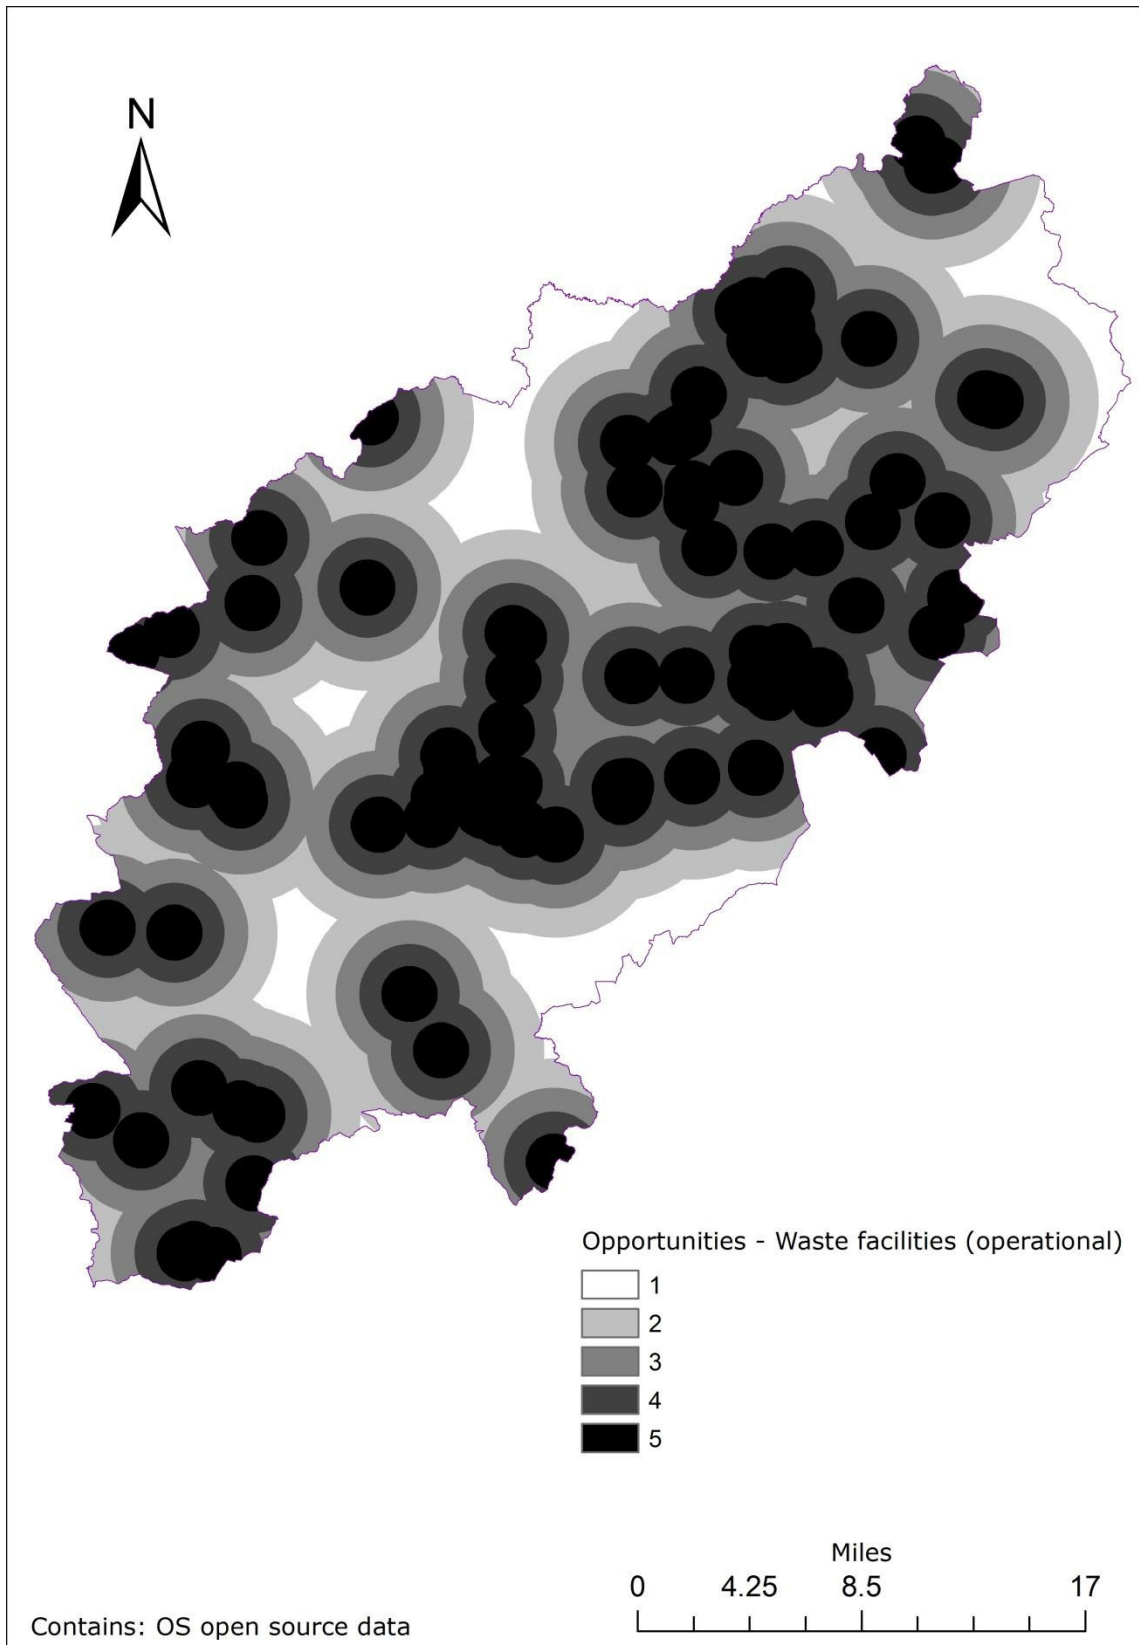 N
Opportunities - Waste facilities (operational)
1
2
3
4
5
Miles
0 4.25 8.5 17
Contains: OS open source data